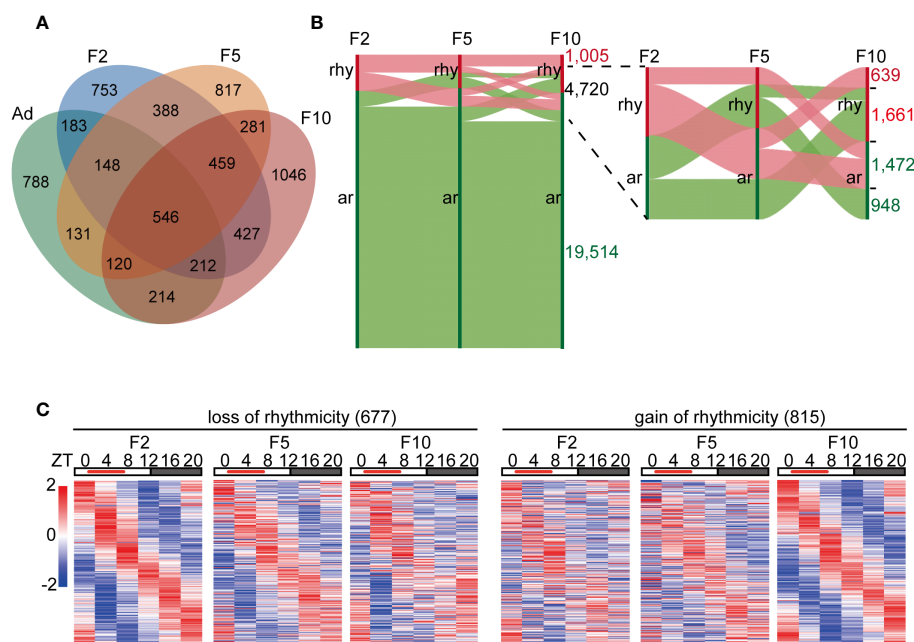 A
F2
F5
Ad
F10
753
817
183
388
281
788
148
459
1046
546
131
427
120
212
214
B
F2
F5
F10
rhy
rhy
rhy
1,005
4,720
ar
ar
ar
19,514
F2
F5
F10
rhy
rhy
rhy
639
1,661
ar
ar
ar
1,472
948
C
loss of rhythmicity (677)
gain of rhythmicity (815)
F2
F5
F10
F2
F5
F10
ZT
0 4 8 12 16 20
0 4 8 12 16 20
0 4 8 12 16 20
0 4 8 12 16 20
0 4 8 12 16 20
0 4 8 12 16 20
2
0
-2